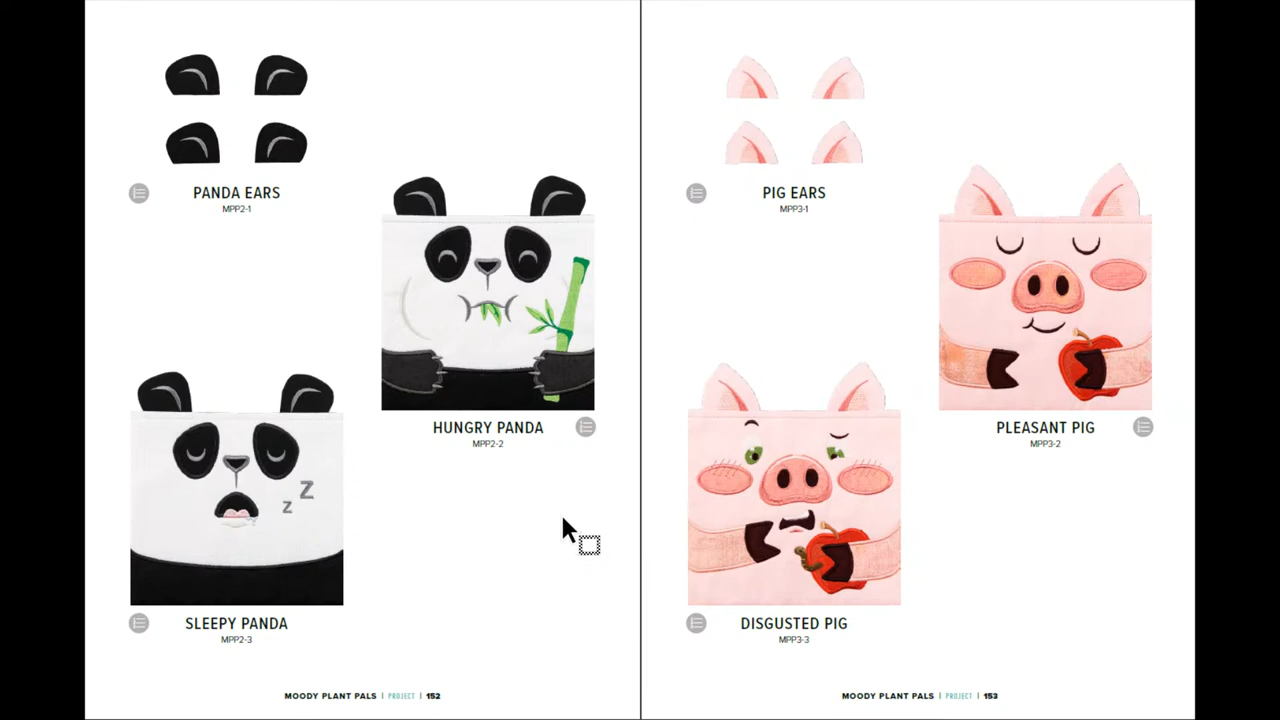 PANDA EARS
MPP2-1
HUNGRY PANDA
MPP2-2
Z
Z
SLEEPY PANDA
MPP2-3
MOODY PLANT PALS | PROJECT | 152
PIG EARS
MPP3-1
PLEASANT PIG
MPP3-2
DISGUSTED PIG
MPP3-3
MOODY PLANT PALS | PROJECT | 153